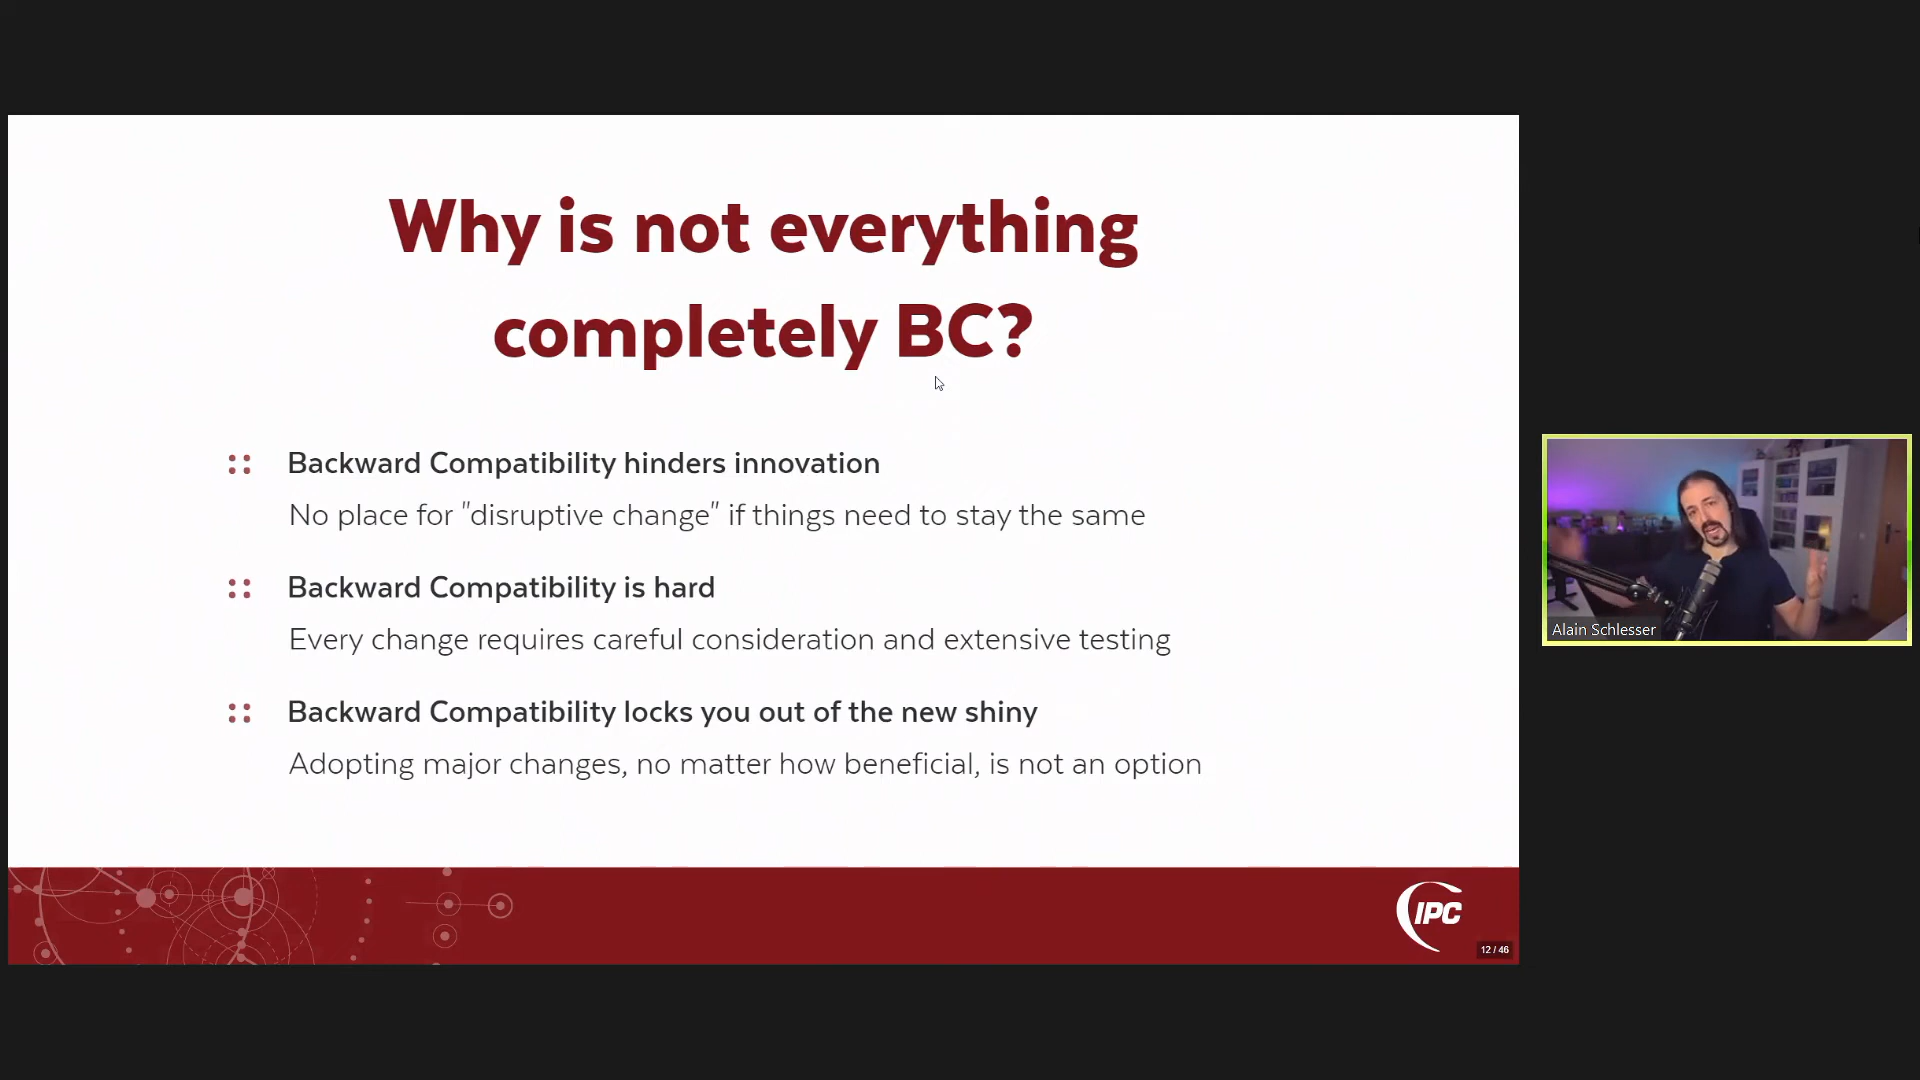 Why is not everything
completely BC?
Backward Compatibility hinders innovation
No place for "disruptive change" if things need to stay the same
Backward Compatibility is hard
Every change requires careful consideration and extensive testing
Backward Compatibility locks you out of the new shiny
Adopting major changes, no matter how beneficial, is not an option
IPC
12 / 46
Alain Schlesser